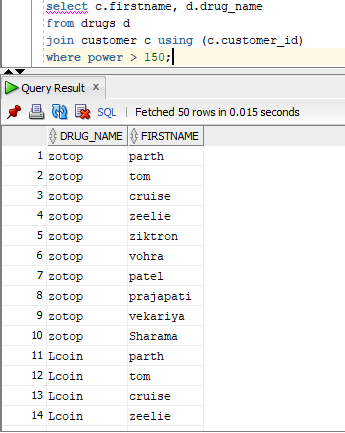 select c.firstname, d.drug_name
from drugs d
join customer c using (c.customer_id)
where power > 150;
Query Result x
SQL | Fetched 50 rows in 0.015 seconds
DRUG_NAME FIRSTNAME
1 zotop parth
2 zotop tom
3 zotop cruise
4 zotop zeelie
5 zotop ziktron
6 zotop vohra
7 zotop patel
8 zotop prajapati
9 zotop vekariya
10 zotop Sharama
11 Lcoin parth
12 Lcoin tom
13 Lcoin cruise
14 Lcoin zeelie